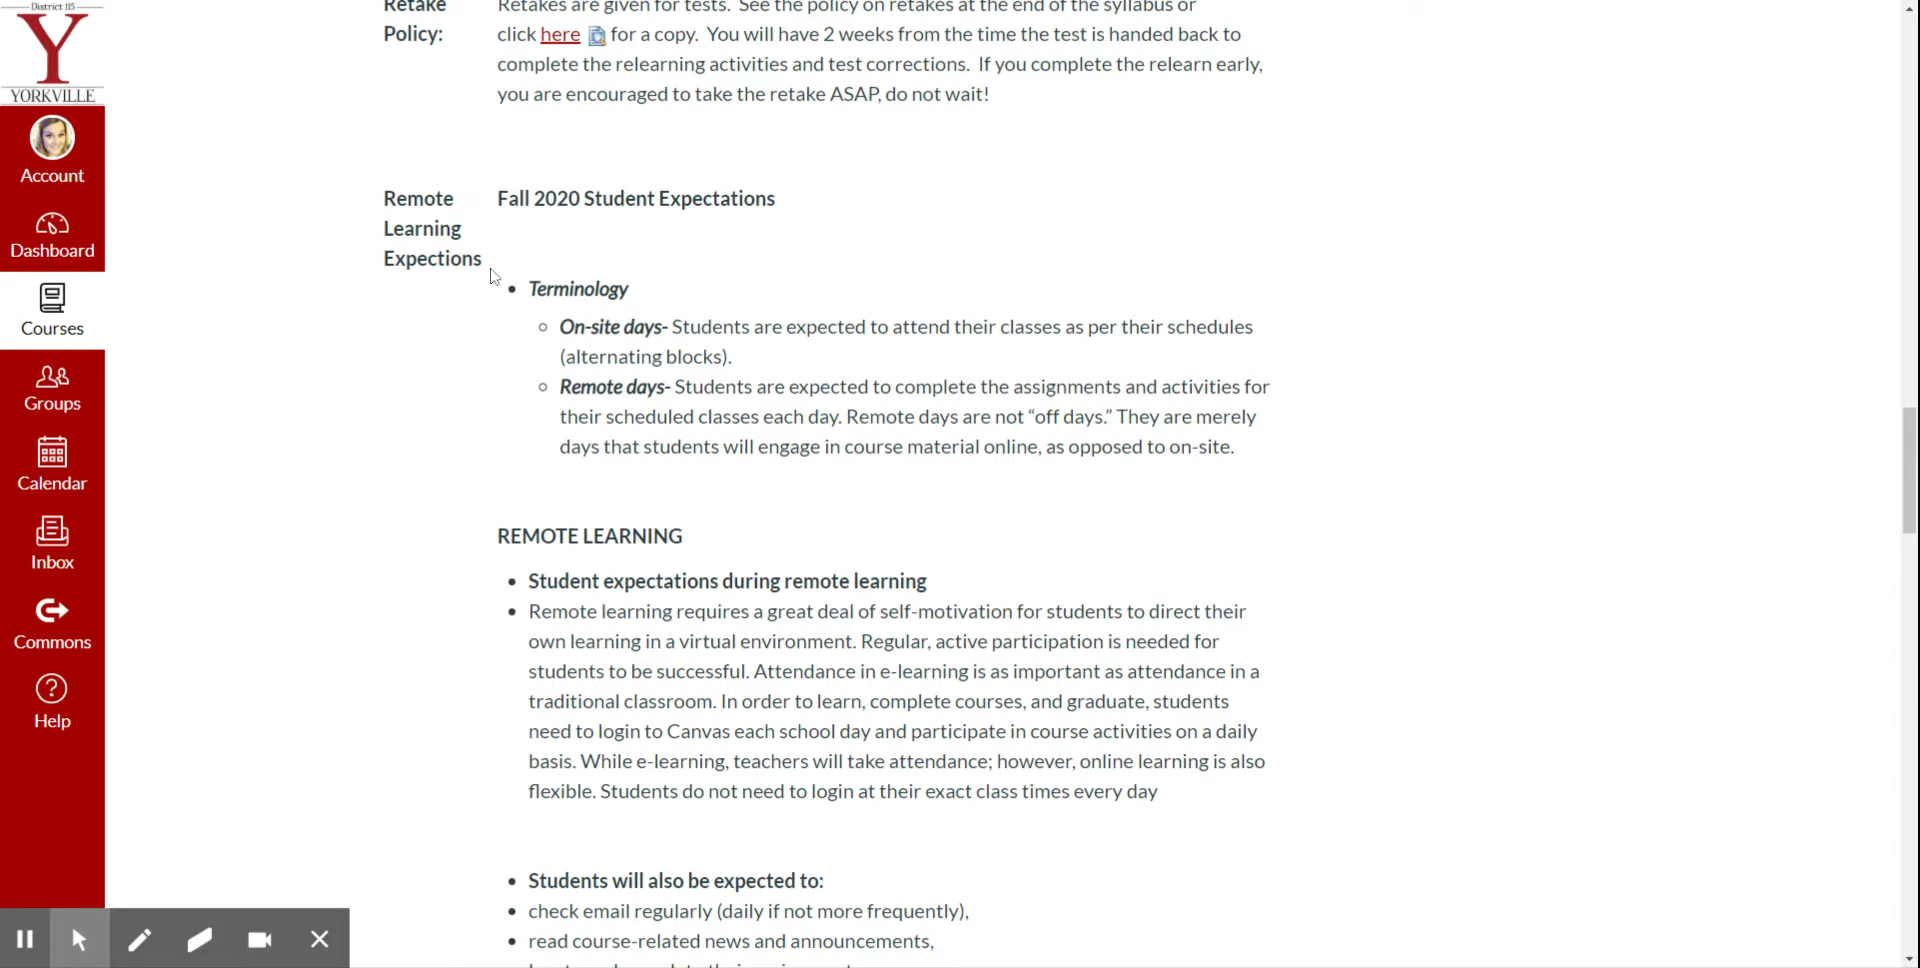 District 115
Y
YORKVILLE
Account
Dashboard
Courses
Groups
Calendar
Inbox
Commons
Help
Retake
Policy:
Retakes are given for tests.  See the policy on retakes at the end of the syllabus or
click here for a copy.  You will have 2 weeks from the time the test is handed back to
complete the relearning activities and test corrections.  If you complete the relearn early,
you are encouraged to take the retake ASAP, do not wait!
Remote
Learning
Expections
Fall 2020 Student Expectations
• Terminology
○ On-site days- Students are expected to attend their classes as per their schedules
(alternating blocks).
○ Remote days- Students are expected to complete the assignments and activities for
their scheduled classes each day. Remote days are not “off days.” They are merely
days that students will engage in course material online, as opposed to on-site.
REMOTE LEARNING
• Student expectations during remote learning
• Remote learning requires a great deal of self-motivation for students to direct their
own learning in a virtual environment. Regular, active participation is needed for
students to be successful. Attendance in e-learning is as important as attendance in a
traditional classroom. In order to learn, complete courses, and graduate, students
need to login to Canvas each school day and participate in course activities on a daily
basis. While e-learning, teachers will take attendance; however, online learning is also
flexible. Students do not need to login at their exact class times every day
• Students will also be expected to:
• check email regularly (daily if not more frequently),
• read course-related news and announcements,